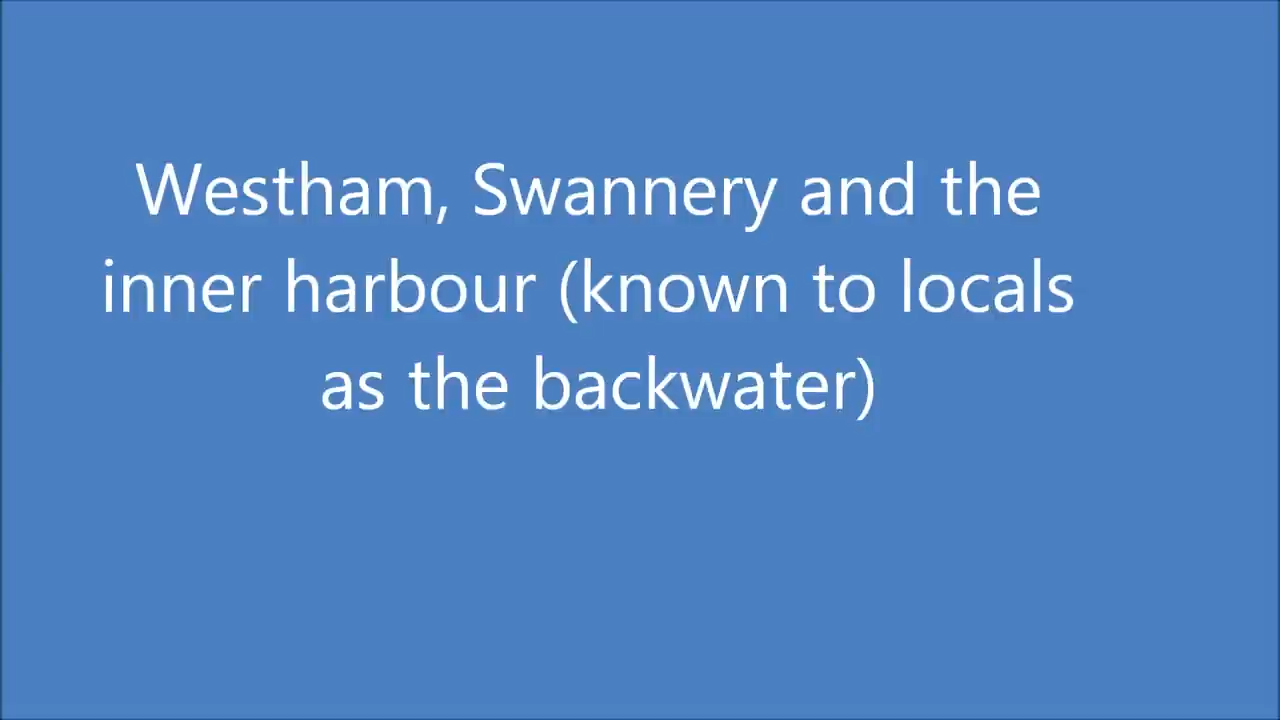 Westham, Swannery and the
inner harbour (known to locals
as the backwater)